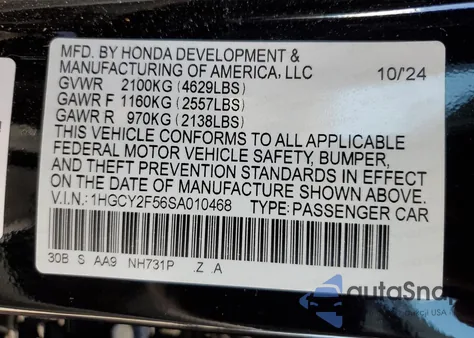 MFD. BY HONDA DEVELOPMENT &
MANUFACTURING OF AMERICA, LLC 10/'24
GVWR 2100KG (4629LBS)
GAWR F 1160KG (2557LBS)
GAWR R 970KG (2138LBS)
THIS VEHICLE CONFORMS TO ALL APPLICABLE
FEDERAL MOTOR VEHICLE SAFETY, BUMPER,
AND THEFT PREVENTION STANDARDS IN EFFECT
ON THE DATE OF MANUFACTURE SHOWN ABOVE.
V.I.N.: 1HGCY2F56SA010468 TYPE: PASSENGER CAR
30B S AA9 NH731P .Z .A
autoSnap